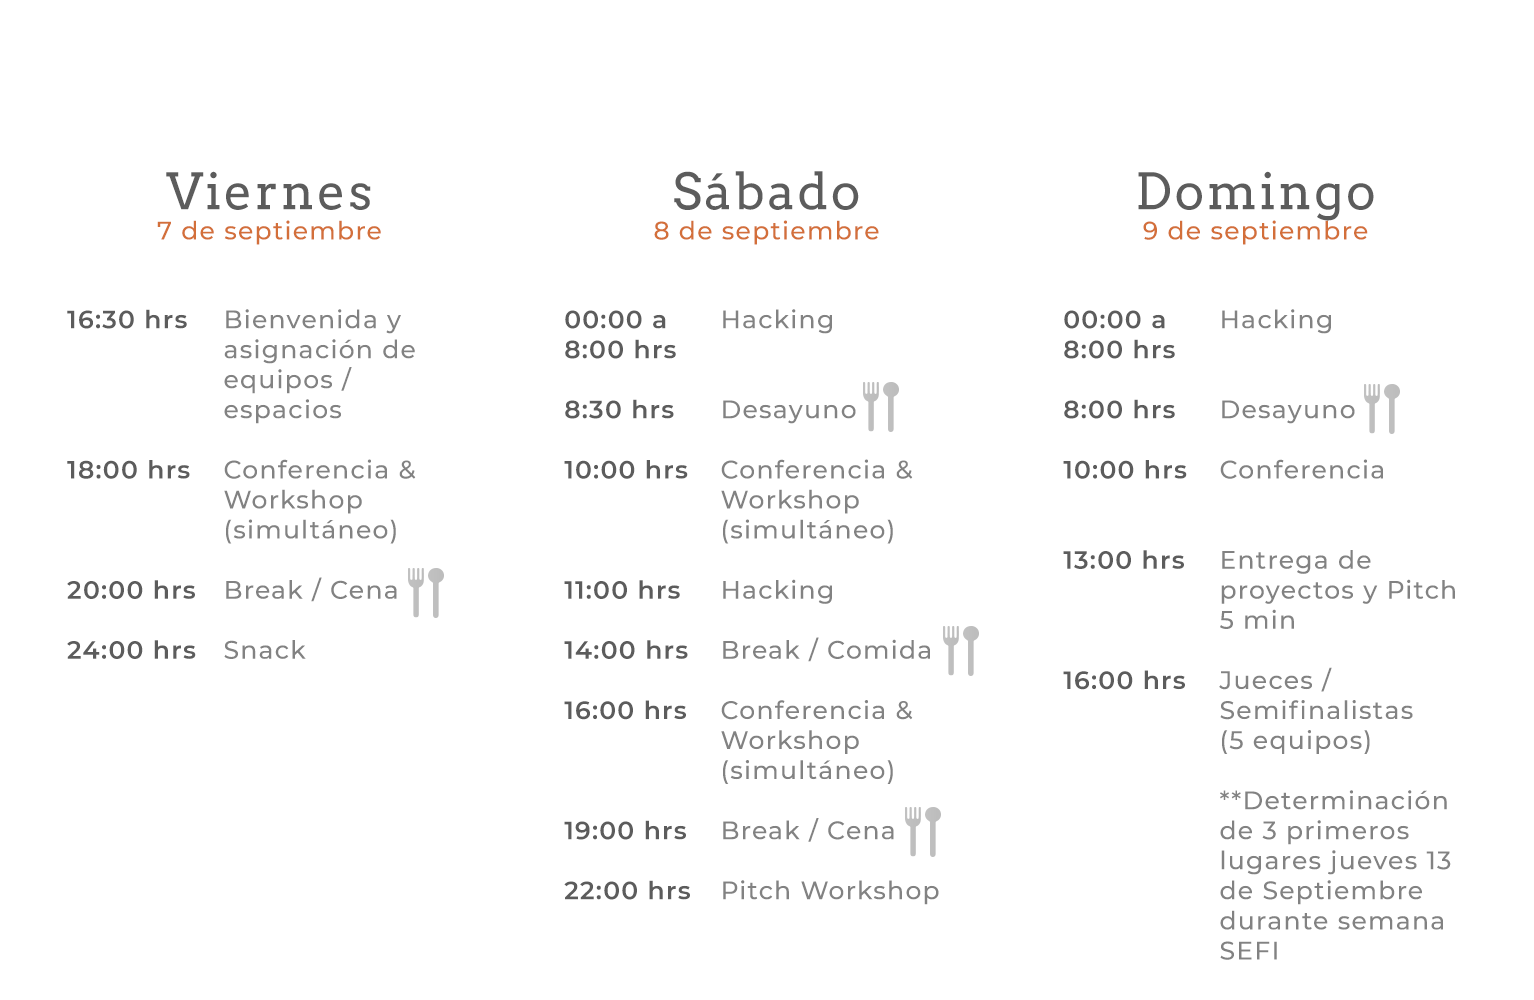 Viernes
7 de septiembre
16:30 hrs Bienvenida y
asignación de
equipos /
espacios
18:00 hrs Conferencia &
Workshop
(simultáneo)
20:00 hrs Break / Cena
24:00 hrs Snack
Sábado
8 de septiembre
00:00 a Hacking
8:00 hrs
8:30 hrs Desayuno
10:00 hrs Conferencia &
Workshop
(simultáneo)
11:00 hrs Hacking
14:00 hrs Break / Comida
16:00 hrs Conferencia &
Workshop
(simultáneo)
19:00 hrs Break / Cena
22:00 hrs Pitch Workshop
Domingo
9 de septiembre
00:00 a Hacking
8:00 hrs
8:00 hrs Desayuno
10:00 hrs Conferencia
13:00 hrs Entrega de
proyectos y Pitch
5 min
16:00 hrs Jueces /
Semifinalistas
(5 equipos)
**Determinación
de 3 primeros
lugares jueves 13
de Septiembre
durante semana
SEFI